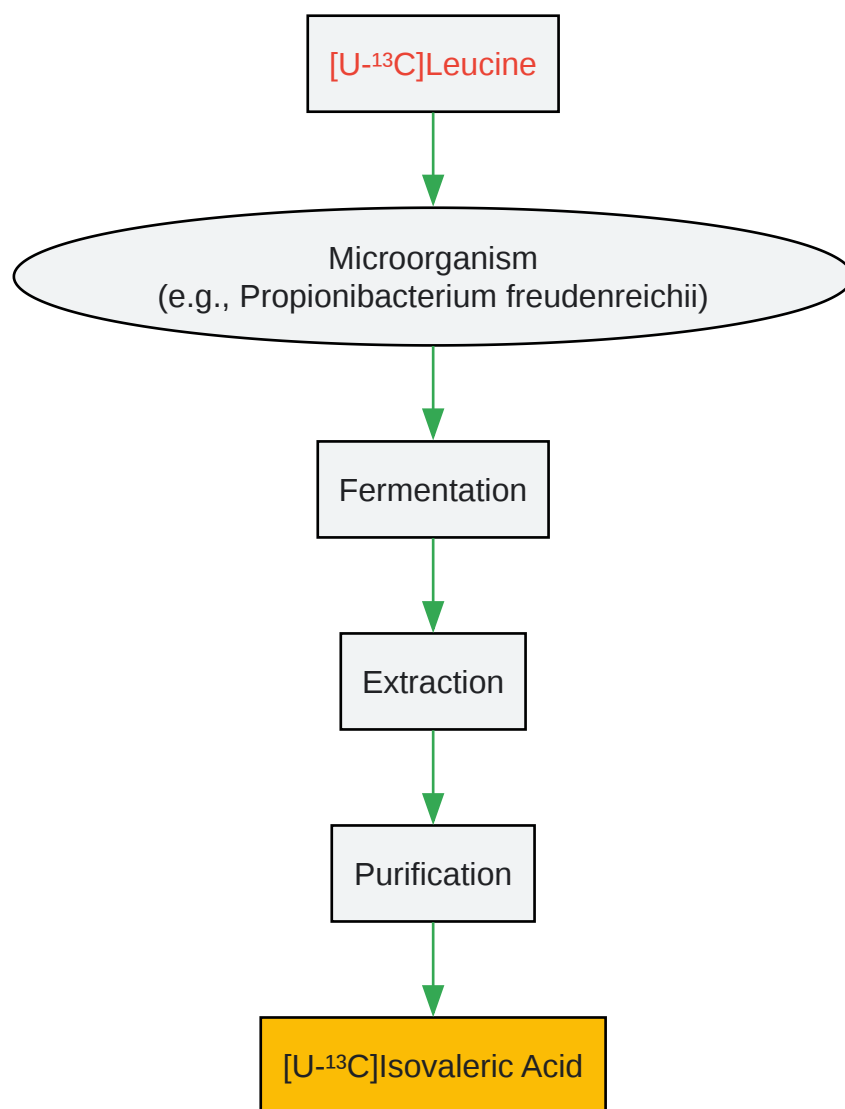 [U-¹³C]Leucine
Microorganism
(e.g., Propionibacterium freudenreichii)
Fermentation
Extraction
Purification
[U-¹³C]Isovaleric Acid